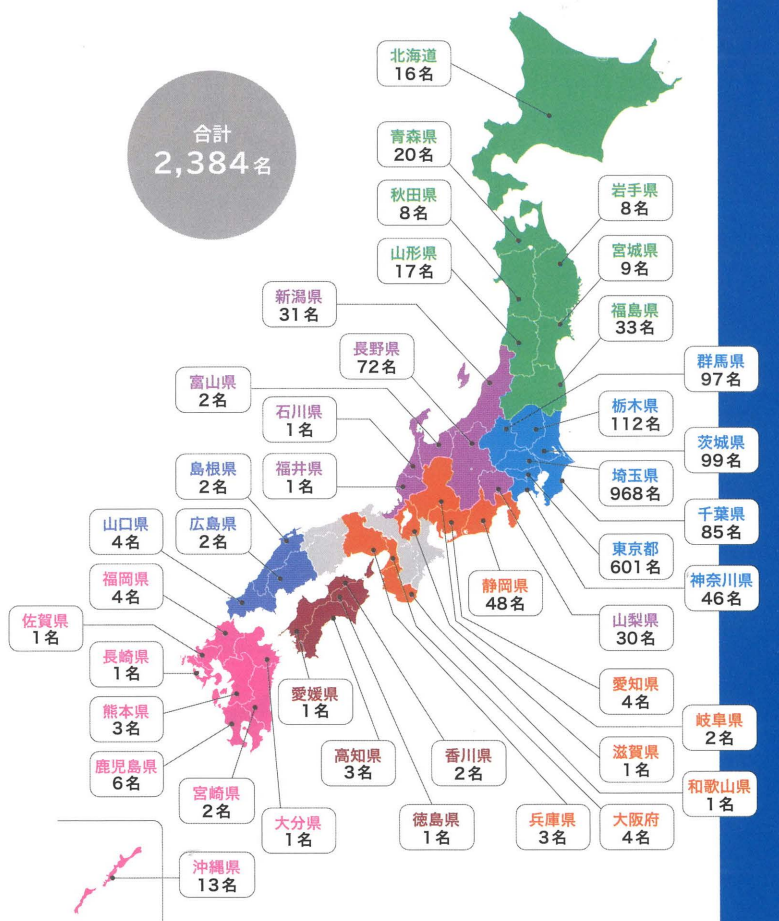 北海道
16名
合計
2,384名
青森県
20名
秋田県
8名
岩手県
8名
山形県
17名
宮城県
9名
新潟県
31名
福島県
33名
長野県
72名
群馬県
97名
富山県
2名
栃木県
112名
石川県
1名
茨城県
99名
島根県
2名
福井県
1名
埼玉県
968名
山口県
4名
広島県
2名
千葉県
85名
東京都
601名
福岡県
4名
静岡県
48名
神奈川県
46名
佐賀県
1名
山梨県
30名
長崎県
1名
愛媛県
1名
愛知県
4名
熊本県
3名
岐阜県
2名
高知県
3名
香川県
2名
滋賀県
1名
鹿児島県
6名
宮崎県
2名
和歌山県
1名
大分県
1名
徳島県
1名
兵庫県
3名
大阪府
4名
沖縄県
13名